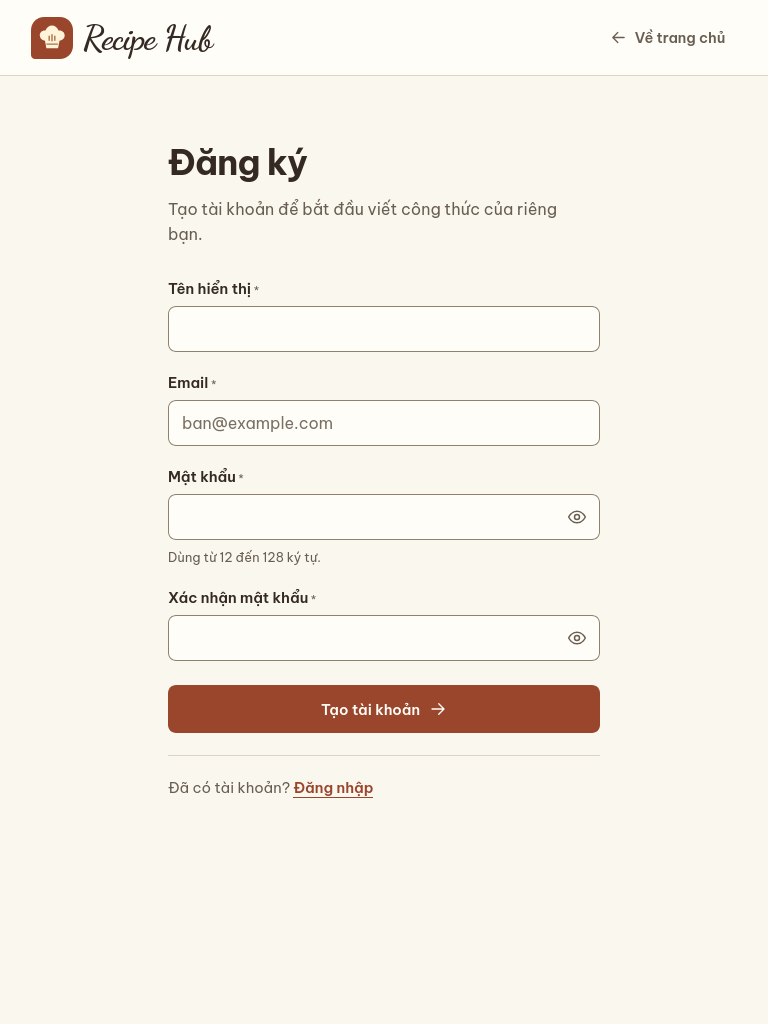 Recipe Hub
Về trang chủ
Đăng ký
Tạo tài khoản để bắt đầu viết công thức của riêng
bạn.
Tên hiển thị *
Email *
ban@example.com
Mật khẩu *
Dùng từ 12 đến 128 ký tự.
Xác nhận mật khẩu *
Tạo tài khoản
Đã có tài khoản? Đăng nhập